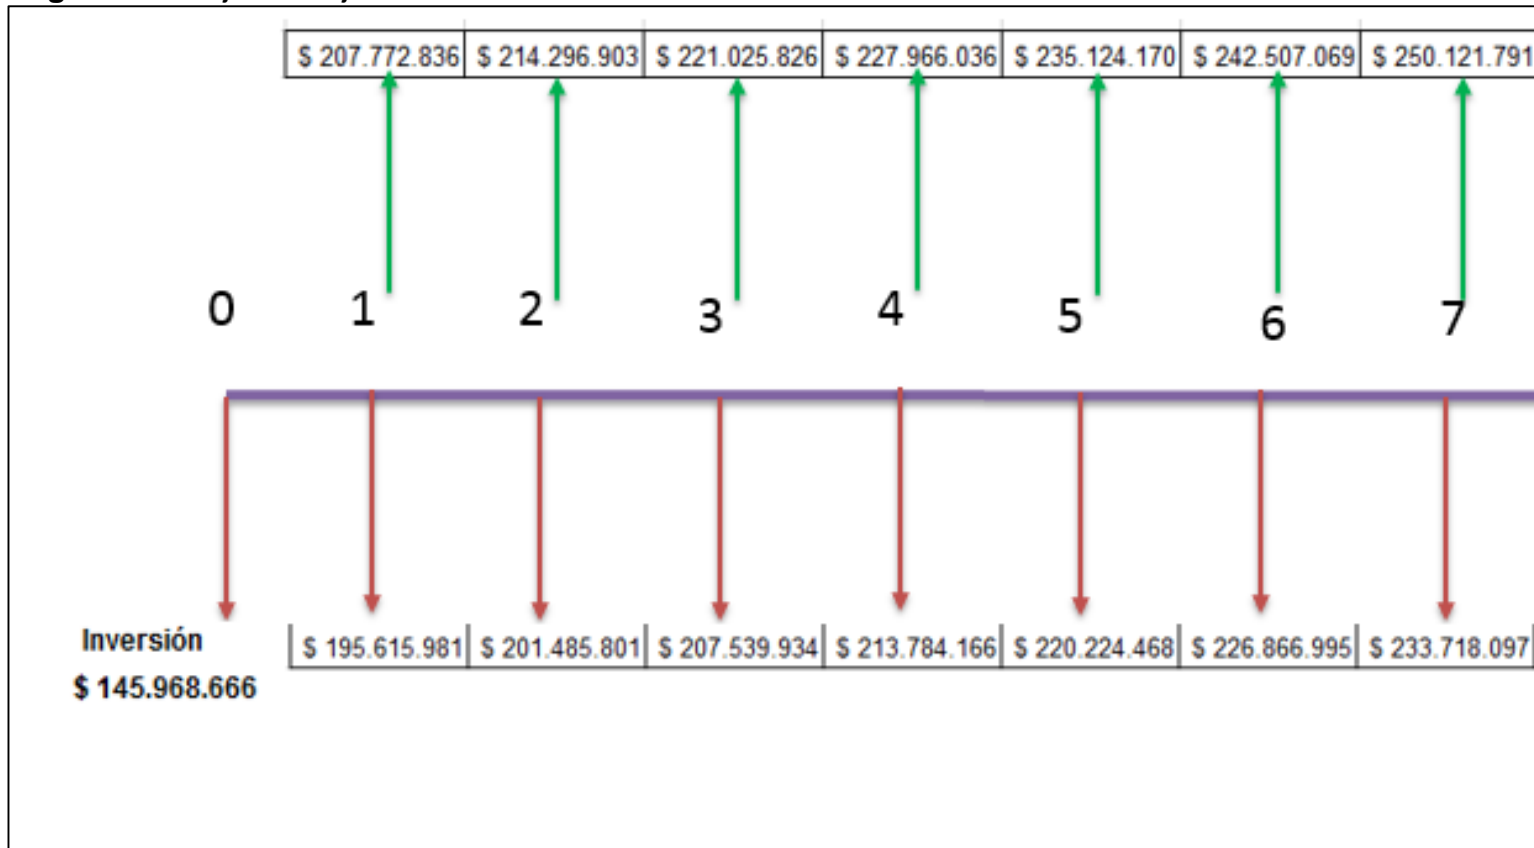 $ 207.772.836 $ 214.296.903 $ 221.025.826 $ 227.966.036 $ 235.124.170 $ 242.507.069 $ 250.121.791
0 1 2 3 4 5 6 7
Inversión
$ 195.615.981 $ 201.485.801 $ 207.539.934 $ 213.784.166 $ 220.224.468 $ 226.866.995 $ 233.718.097
$ 145.968.666